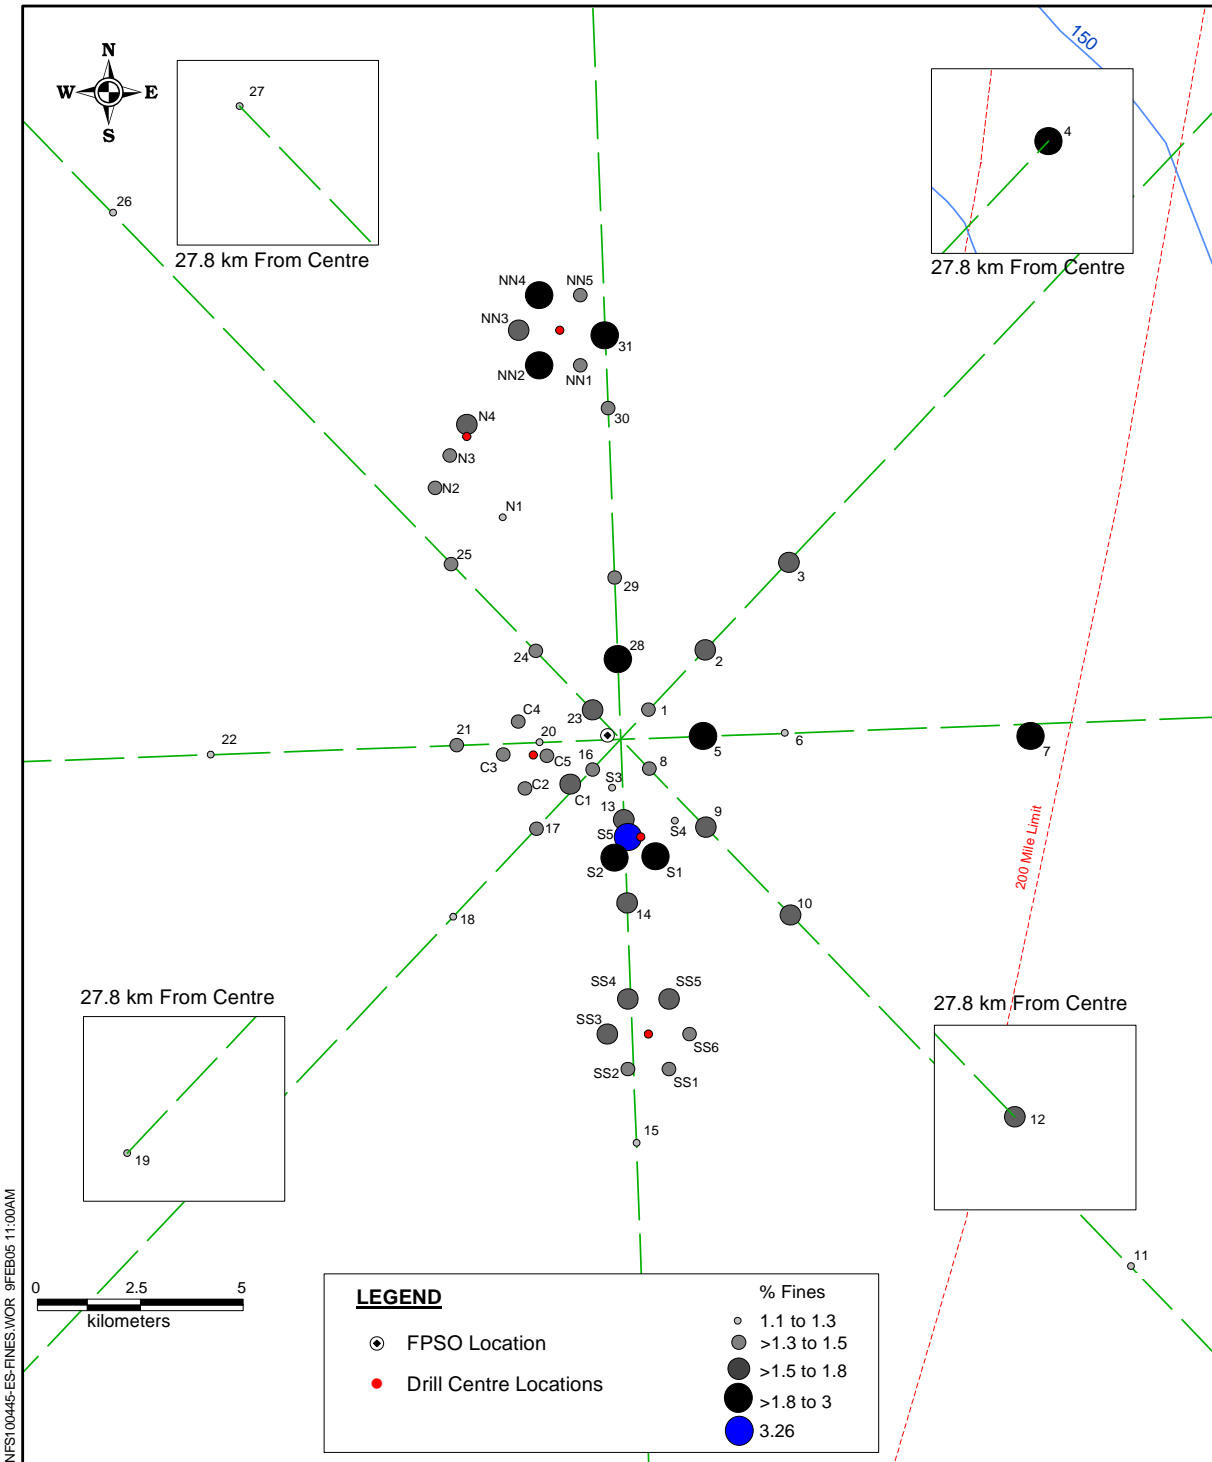 150
N
W E
S
27
4
26
27.8 km From Centre
27.8 km From Centre
NN4
NN5
NN3
31
NN2
NN1
30
N4
N3
N2
N1
25
3
29
24
28
2
C4
23
1
21
20
22
C3
C5
16
5
6
7
8
S3
C2
C1
13
S4
9
17
S5
S2
S1
200 Mile Limit
14
10
18
SS4
SS5
27.8 km From Centre
27.8 km From Centre
SS3
SS6
SS2
SS1
15
12
19
11
0 2.5 5
kilometers
LEGEND
FPSO Location
Drill Centre Locations
% Fines
1.1 to 1.3
>1.3 to 1.5
>1.5 to 1.8
>1.8 to 3
3.26
NFS100445-ES-FINES.WOR 9FEB05 11:00AM